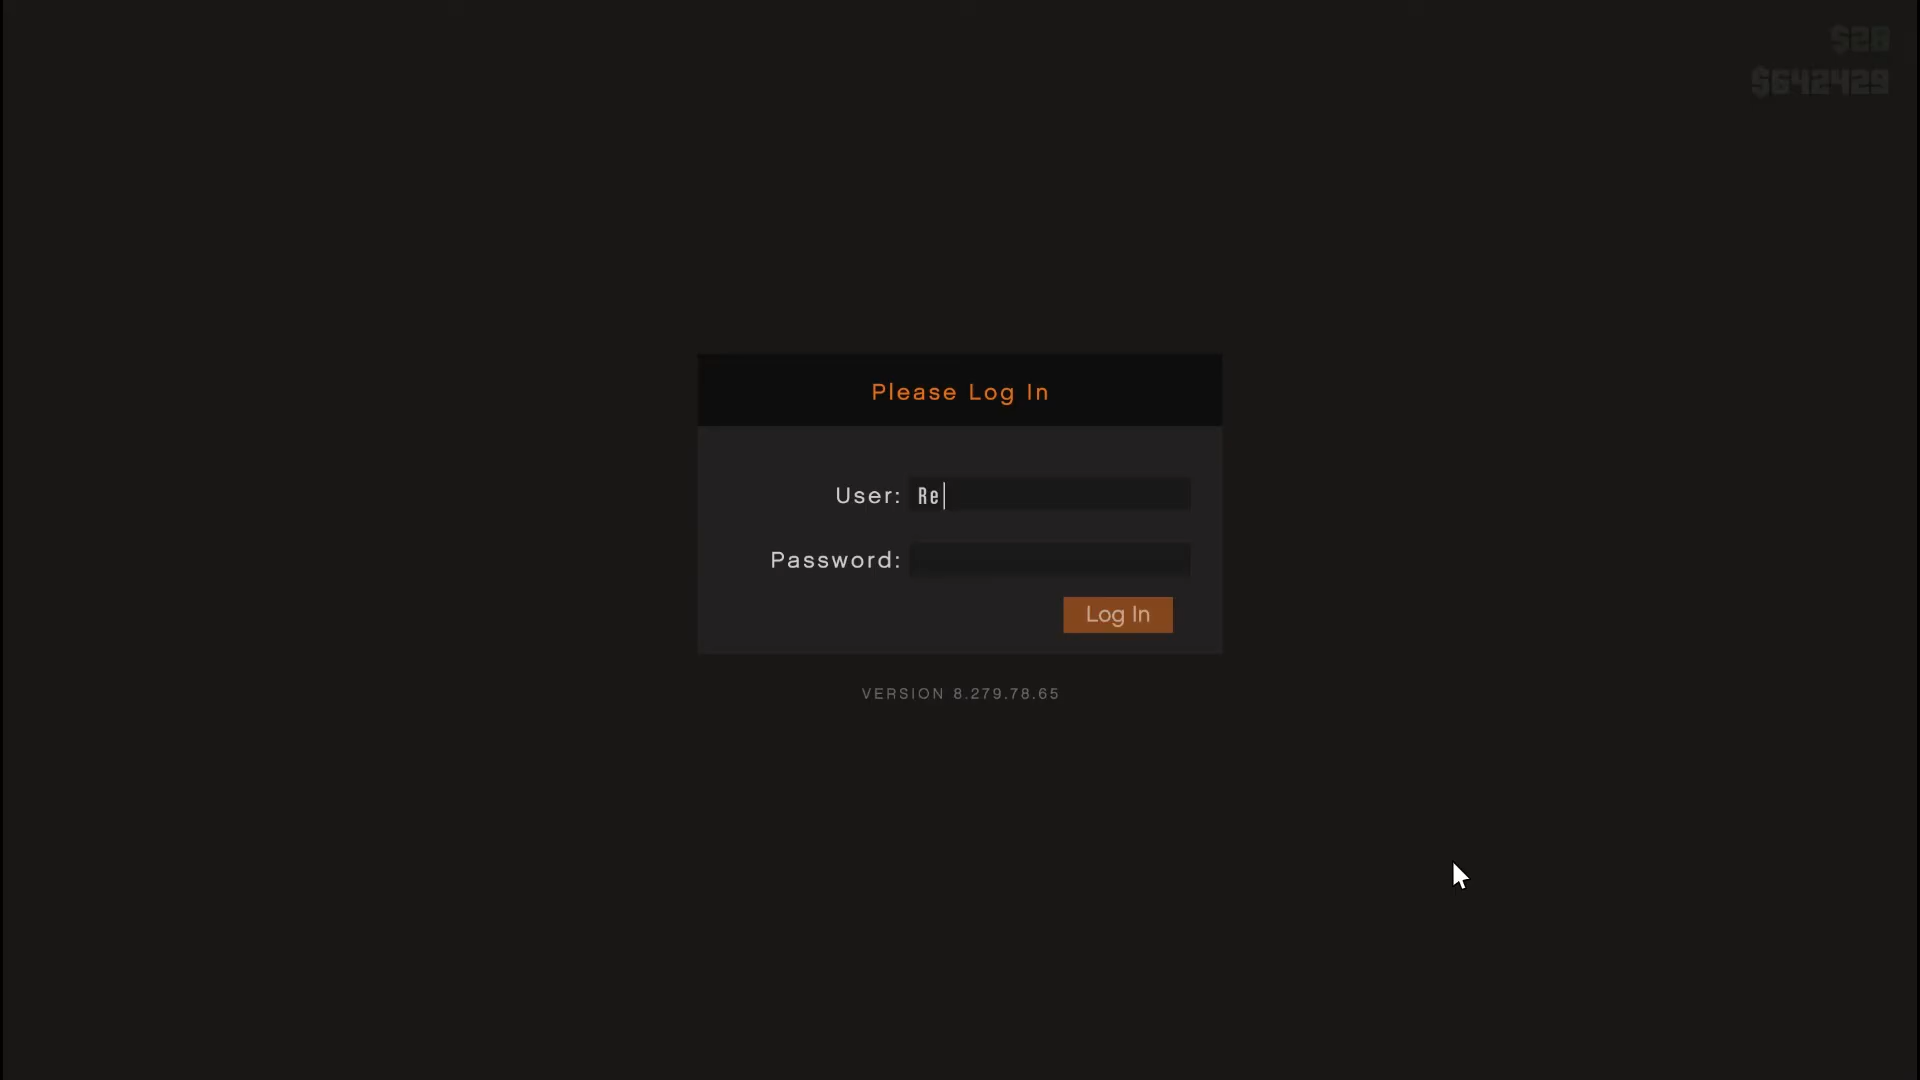 $28
$642429
Please Log In
User: Re
Password:
Log In
VERSION 8.279.78.65